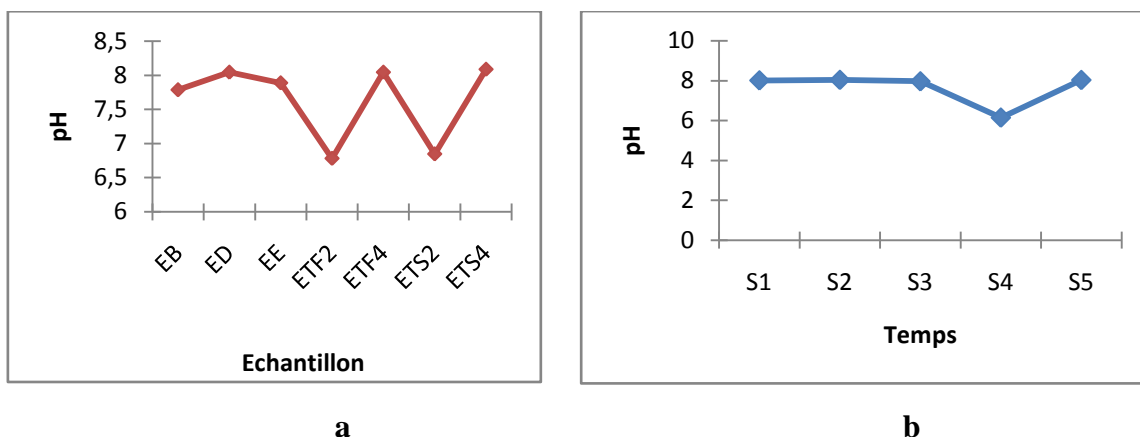 8,5
8
7,5
7
6,5
6
pH
EB ED EE ETF2 ETF4 ETS2 ETS4
Echantillon
a
10
8
6
4
2
0
pH
S1 S2 S3 S4 S5
Temps
b